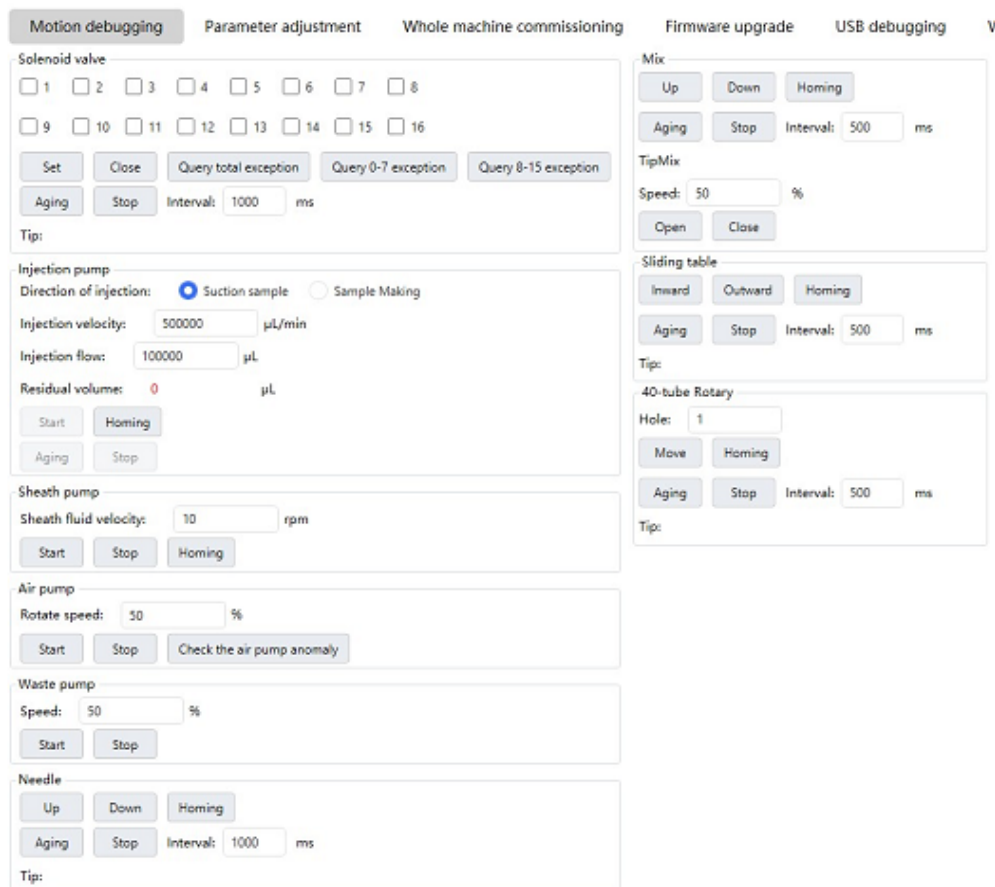 Motion debugging Parameter adjustment Whole machine commissioning Firmware upgrade USB debugging
Solenoid valve
1 2 3 4 5 6 7 8
9 10 11 12 13 14 15 16
Set Close Query total exception Query 0-7 exception Query 8-15 exception
Aging Stop Interval: 1000 ms
Tip:
Injection pump
Direction of injection: Suction sample Sample Making
Injection velocity: 500000 μL/min
Injection flow: 100000 μL
Residual volume: 0 μL
Start Homing
Aging Stop
Sheath pump
Sheath fluid velocity: 10 rpm
Start Stop Homing
Air pump
Rotate speed: 50 %
Start Stop Check the air pump anomaly
Waste pump
Speed: 50 %
Start Stop
Needle
Up Down Homing
Aging Stop Interval: 1000 ms
Tip:
Mix
Up Down Homing
Aging Stop Interval: 500 ms
TipMix
Speed: 50 %
Open Close
Sliding table
Inward Outward Homing
Aging Stop Interval: 500 ms
Tip:
40-tube Rotary
Hole: 1
Move Homing
Aging Stop Interval: 500 ms
Tip: